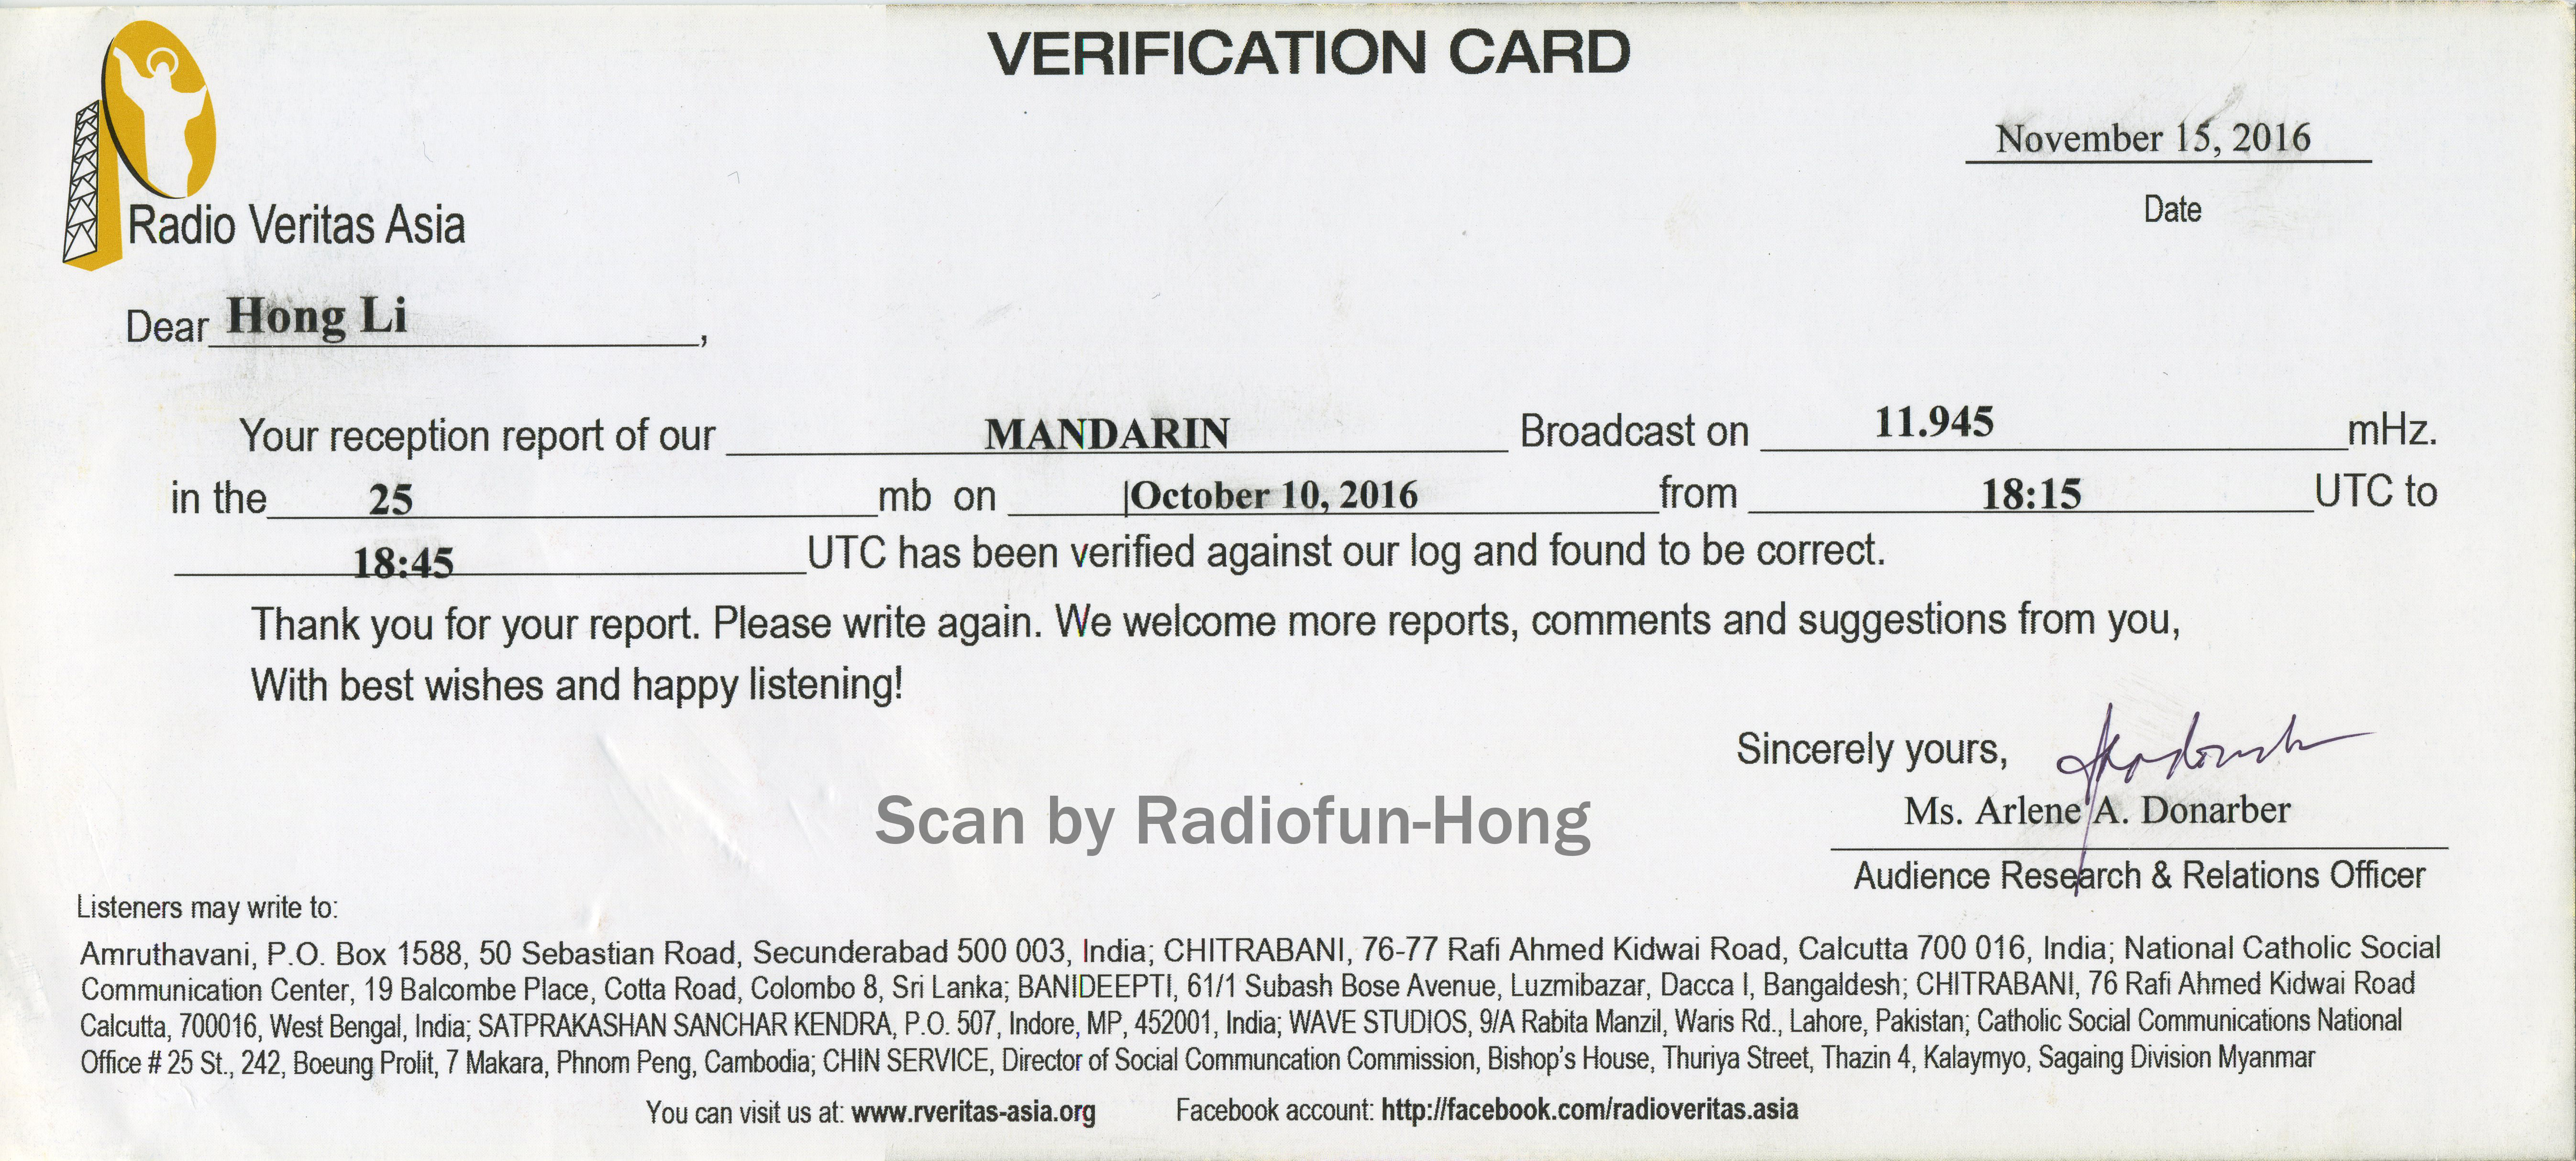 VERIFICATION CARD
November 15, 2016
Date
Radio Veritas Asia
Dear Hong Li,
Your reception report of our MANDARIN Broadcast on 11.945 mHz.
in the 25 mb on |October 10, 2016 from 18:15 UTC to
18:45 UTC has been verified against our log and found to be correct.
Thank you for your report. Please write again. We welcome more reports, comments and suggestions from you,
With best wishes and happy listening!
Sincerely yours,
Scan by Radiofun-Hong
Ms. Arlene A. Donarber
Audience Research & Relations Officer
Listeners may write to:
Amruthavani, P.O. Box 1588, 50 Sebastian Road, Secunderabad 500 003, India; CHITRABANI, 76-77 Rafi Ahmed Kidwai Road, Calcutta 700 016, India; National Catholic Social
Communication Center, 19 Balcombe Place, Cotta Road, Colombo 8, Sri Lanka; BANIDEEPTI, 61/1 Subash Bose Avenue, Luzmibazar, Dacca I, Bangaldesh; CHITRABANI, 76 Rafi Ahmed Kidwai Road
Calcutta, 700016, West Bengal, India; SATPRAKASHAN SANCHAR KENDRA, P.O. 507, Indore, MP, 452001, India; WAVE STUDIOS, 9/A Rabita Manzil, Waris Rd., Lahore, Pakistan; Catholic Social Communications National
Office # 25 St., 242, Boeung Prolit, 7 Makara, Phnom Peng, Cambodia; CHIN SERVICE, Director of Social Communcation Commission, Bishop's House, Thuriya Street, Thazin 4, Kalaymyo, Sagaing Division Myanmar
You can visit us at: www.rveritas-asia.org Facebook account: http://facebook.com/radioveritas.asia